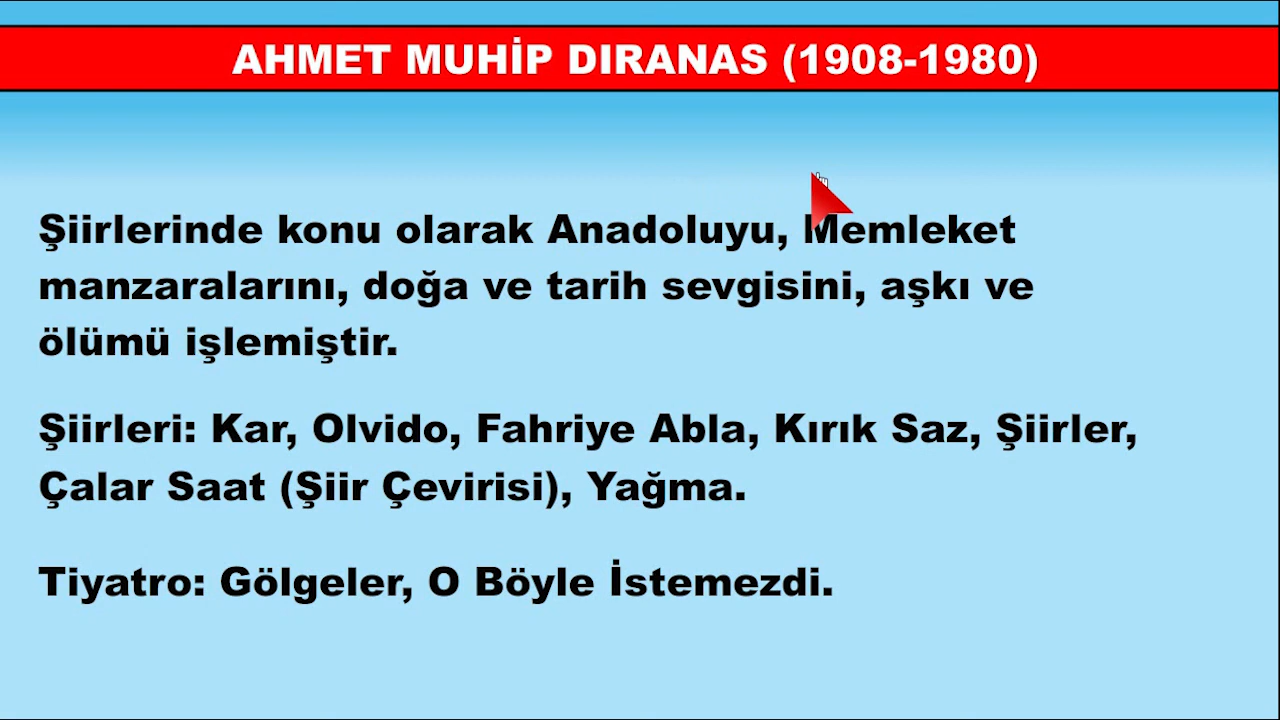 AHMET MUHİP DIRANAS (1908-1980)
Şiirlerinde konu olarak Anadoluyu, Memleket
manzaralarını, doğa ve tarih sevgisini, aşkı ve
ölümü işlemiştir.
Şiirleri: Kar, Olvido, Fahriye Abla, Kırık Saz, Şiirler,
Çalar Saat (Şiir Çevirisi), Yağma.
Tiyatro: Gölgeler, O Böyle İstemezdi.